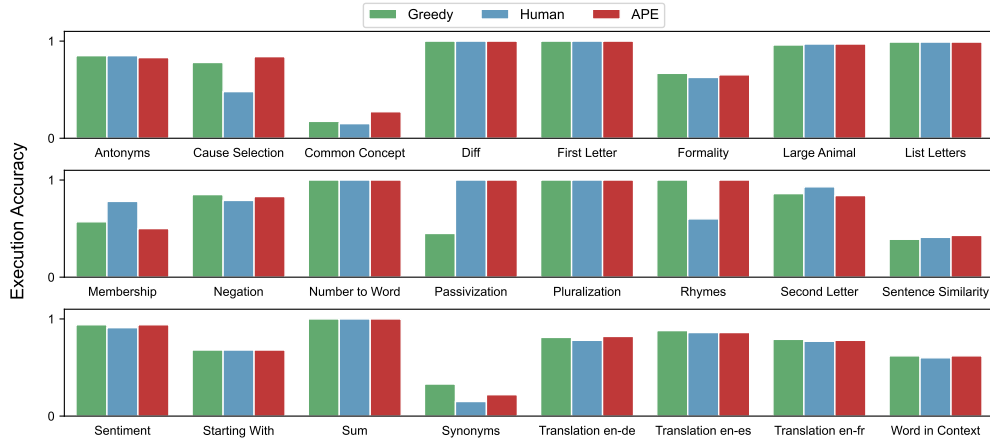 Greedy Human APE
Execution Accuracy
1
0
Antonyms Cause Selection Common Concept Diff First Letter Formality Large Animal List Letters
1
0
Membership Negation Number to Word Passivization Pluralization Rhymes Second Letter Sentence Similarity
1
0
Sentiment Starting With Sum Synonyms Translation en-de Translation en-es Translation en-fr Word in Context